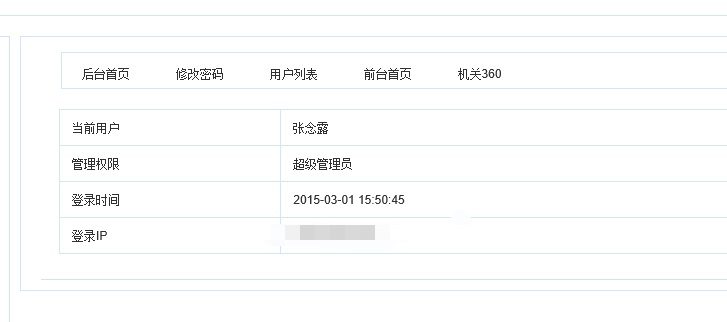 后台首页 修改密码 用户列表 前台首页 机关360
当前用户 张念露
管理权限 超级管理员
登录时间 2015-03-01 15:50:45
登录IP